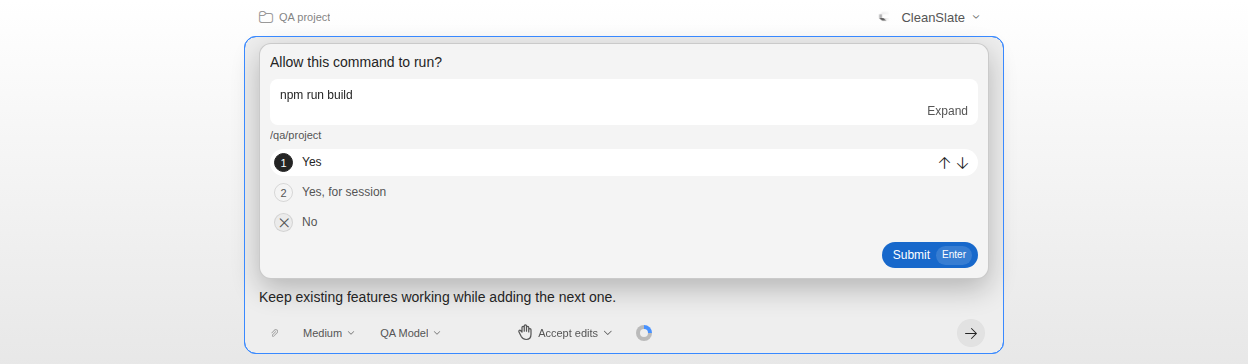 QA project
CleanSlate
Allow this command to run?
npm run build
Expand
/qa/project
1 Yes
2 Yes, for session
No
Submit Enter
Keep existing features working while adding the next one.
Medium QA Model Accept edits